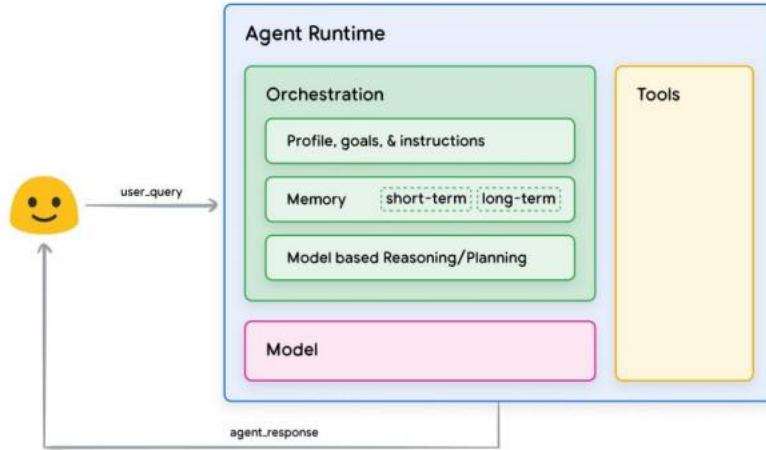 Agent Runtime
Orchestration
Tools
Profile, goals, & instructions
user_query
Memory short-term long-term
Model based Reasoning/Planning
Model
agent_response